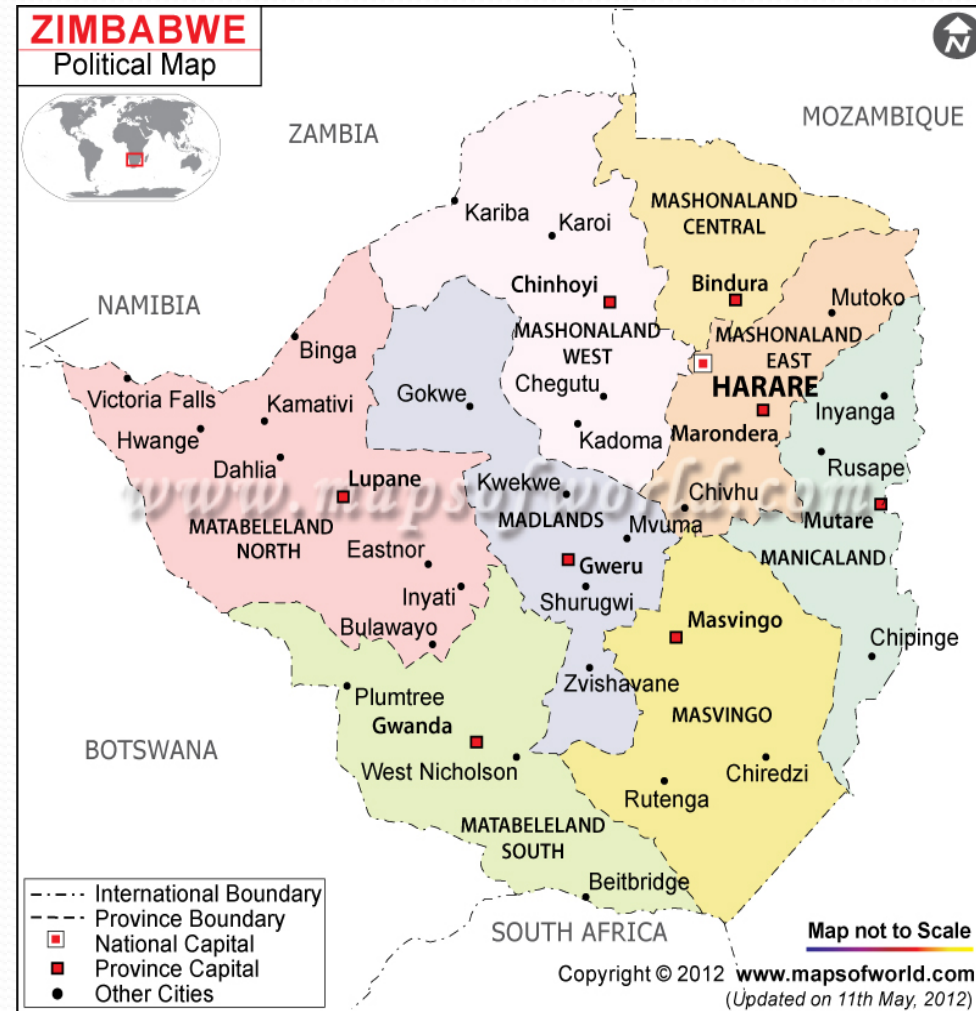 ZIMBABWE
Political Map
N
ZAMBIA
MOZAMBIQUE
MASHONALAND
CENTRAL
Kariba
Karoi
Chinhoyi
Bindura
NAMIBIA
Mutoko
MASHONALAND
WEST
MASHONALAND
EAST
Binga
HARARE
Victoria Falls
Gokwe
Chegutu
Inyanga
Kamativi
Hwange
Kadoma
Marondera
Dahlia
Rusape
Lupane
Kwekwe
Chivhu
www.mapsofworld.com
MADLANDS
Mvuma
Mutare
MATABELELAND
NORTH
Eastnor
MANICALAND
Gweru
Inyati
Shurugwi
Masvingo
Bulawayo
Chipinge
Zvishavane
Plumtree
MASVINGO
Gwanda
BOTSWANA
West Nicholson
Chiredzi
Rutenga
MATABELELAND
SOUTH
Beitbridge
SOUTH AFRICA
International Boundary
Province Boundary
National Capital
Province Capital
Other Cities
Map not to Scale
Copyright © 2012 www.mapsofworld.com
(Updated on 11th May, 2012)